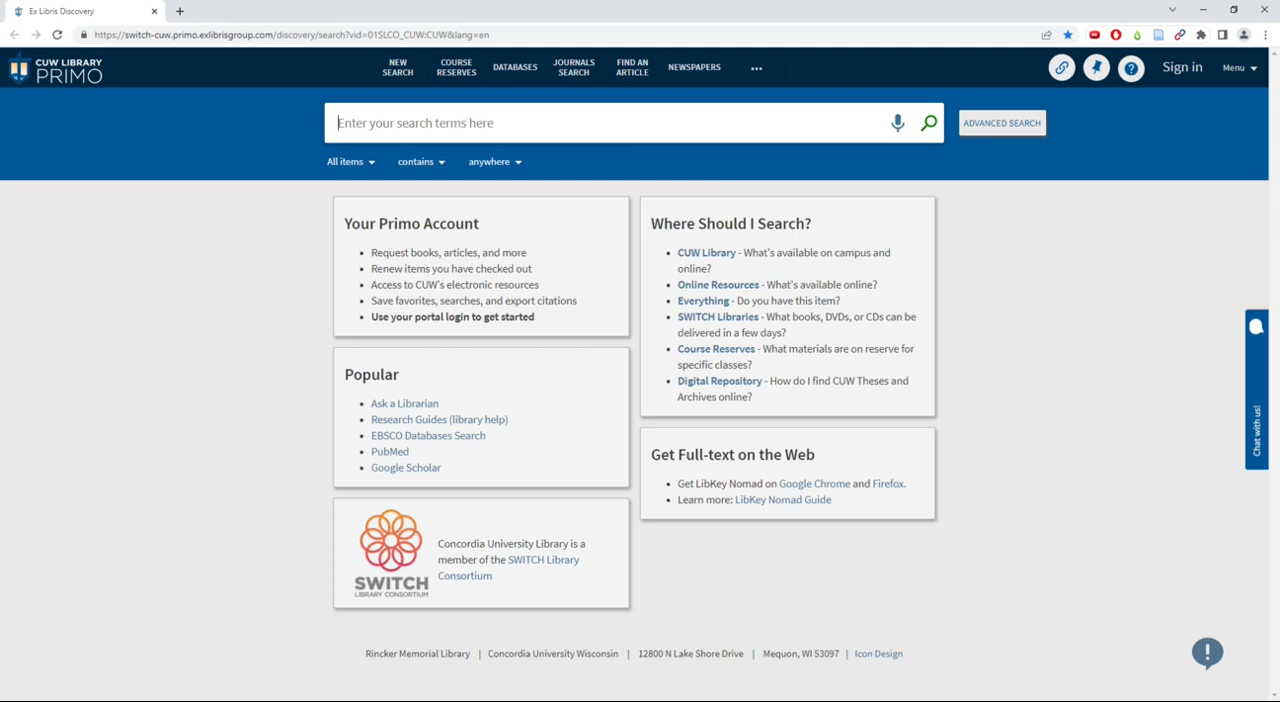 Ex Libris Discovery
https://switch-cuw.primo.exlibrisgroup.com/discovery/search?vid=01SLCO_CUW:CUW&lang=en
CUW LIBRARY
PRIMO
NEW
SEARCH
COURSE
RESERVES
DATABASES
JOURNALS
SEARCH
FIND AN
ARTICLE
NEWSPAPERS
Sign in
Menu
Enter your search terms here
ADVANCED SEARCH
All items
contains
anywhere
Your Primo Account
Request books, articles, and more
Renew items you have checked out
Access to CUW's electronic resources
Save favorites, searches, and export citations
Use your portal login to get started
Popular
Ask a Librarian
Research Guides (library help)
EBSCO Databases Search
PubMed
Google Scholar
SWITCH
LIBRARY CONSORTIUM
Concordia University Library is a
member of the SWITCH Library
Consortium
Where Should I Search?
CUW Library - What's available on campus and
online?
Online Resources - What's available online?
Everything - Do you have this item?
SWITCH Libraries - What books, DVDs, or CDs can be
delivered in a few days?
Course Reserves - What materials are on reserve for
specific classes?
Digital Repository - How do I find CUW Theses and
Archives online?
Get Full-text on the Web
Get LibKey Nomad on Google Chrome and Firefox.
Learn more: LibKey Nomad Guide
Chat with us!
Rincker Memorial Library | Concordia University Wisconsin | 12800 N Lake Shore Drive | Mequon, WI 53097 | Icon Design